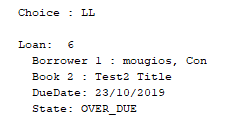 Choice : LL
Loan:  6
  Borrower 1 : mougios, Con
  Book 2 : Test2 Title
  DueDate: 23/10/2019
  State: OVER_DUE